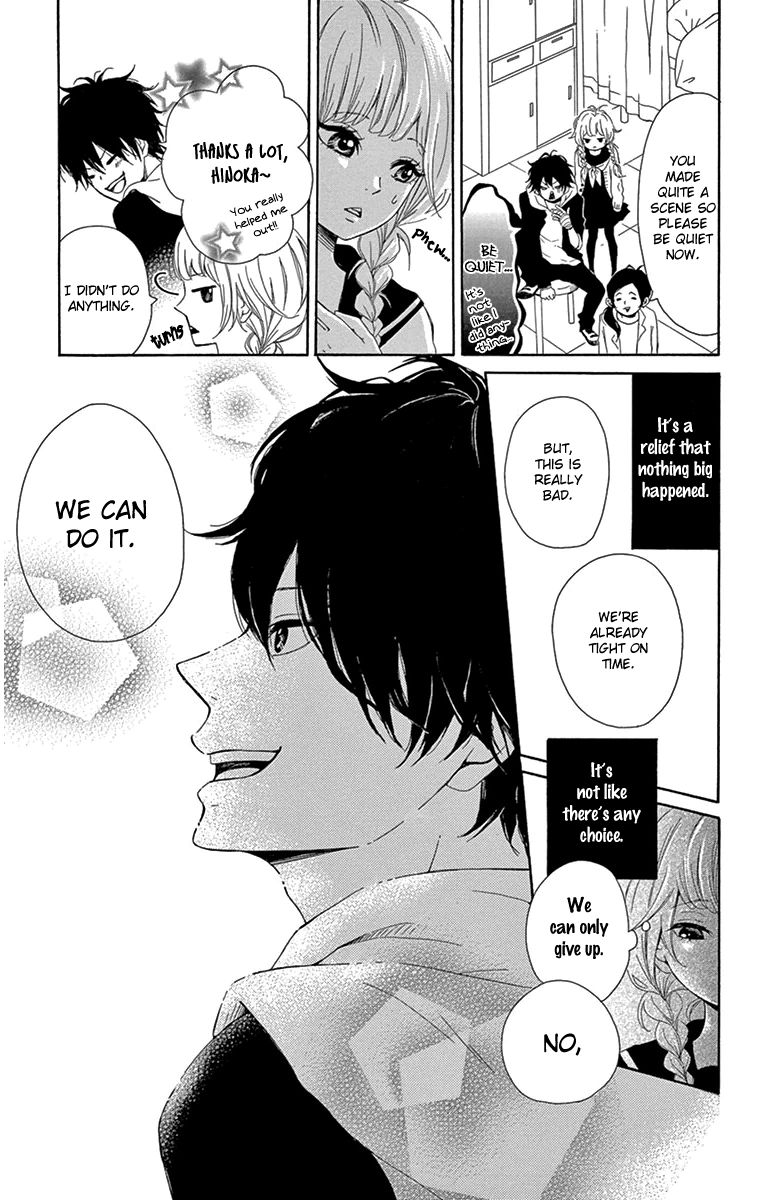 YOU
MADE
QUITE A
SCENE SO
PLEASE
BE QUIET
NOW.
BE
QUIET...
It's
not
like I
did any-
thing...
Phew...
THANKS A LOT,
HINOKA~
You really
helped me
out!!
I DIDN'T DO
ANYTHING.
turns
It's a
relief that
nothing big
happened.
BUT,
THIS IS
REALLY
BAD.
WE'RE
ALREADY
TIGHT ON
TIME.
It's
not like
there's any
choice.
We
can only
give up.
NO,
WE CAN
DO IT.